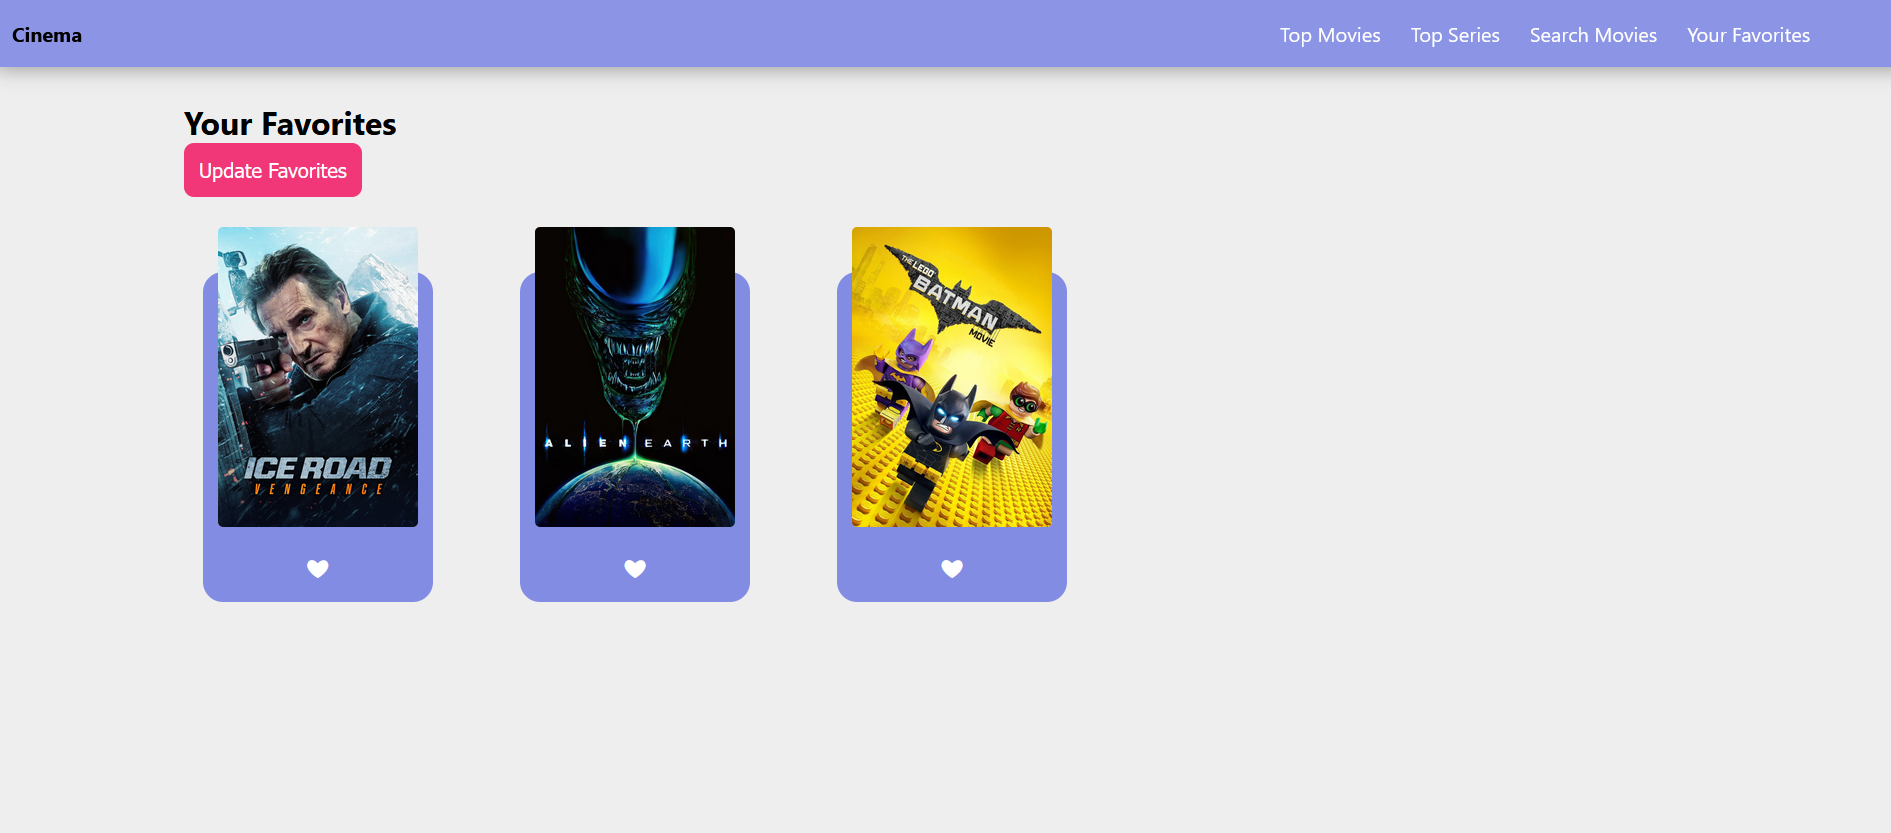 Cinema
Top Movies
Top Series
Search Movies
Your Favorites
Your Favorites
Update Favorites
ICE ROAD
VENGEANCE
ALIEN EARTH
THE LEGO
BATMAN
MOVIE